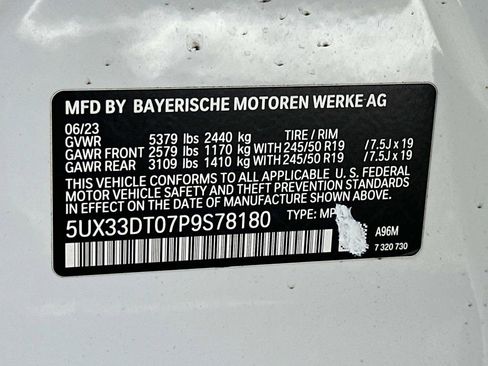 MFD BY BAYERISCHE MOTOREN WERKE AG
06/23
GVWR 5379 lbs 2440 kg TIRE / RIM
GAWR FRONT 2579 lbs 1170 kg WITH 245/50 R19 /7.5J x 19
GAWR REAR 3109 lbs 1410 kg WITH 245/50 R19 /7.5J x 19
THIS VEHICLE CONFORMS TO ALL APPLICABLE U. S. FEDERAL
MOTOR VEHICLE SAFETY AND THEFT PREVENTION STANDARDS
IN EFFECT ON THE DATE OF MANUFACTURE SHOWN ABOVE.
5UX33DT07P9S78180 TYPE: MP
A96M
7 320 730